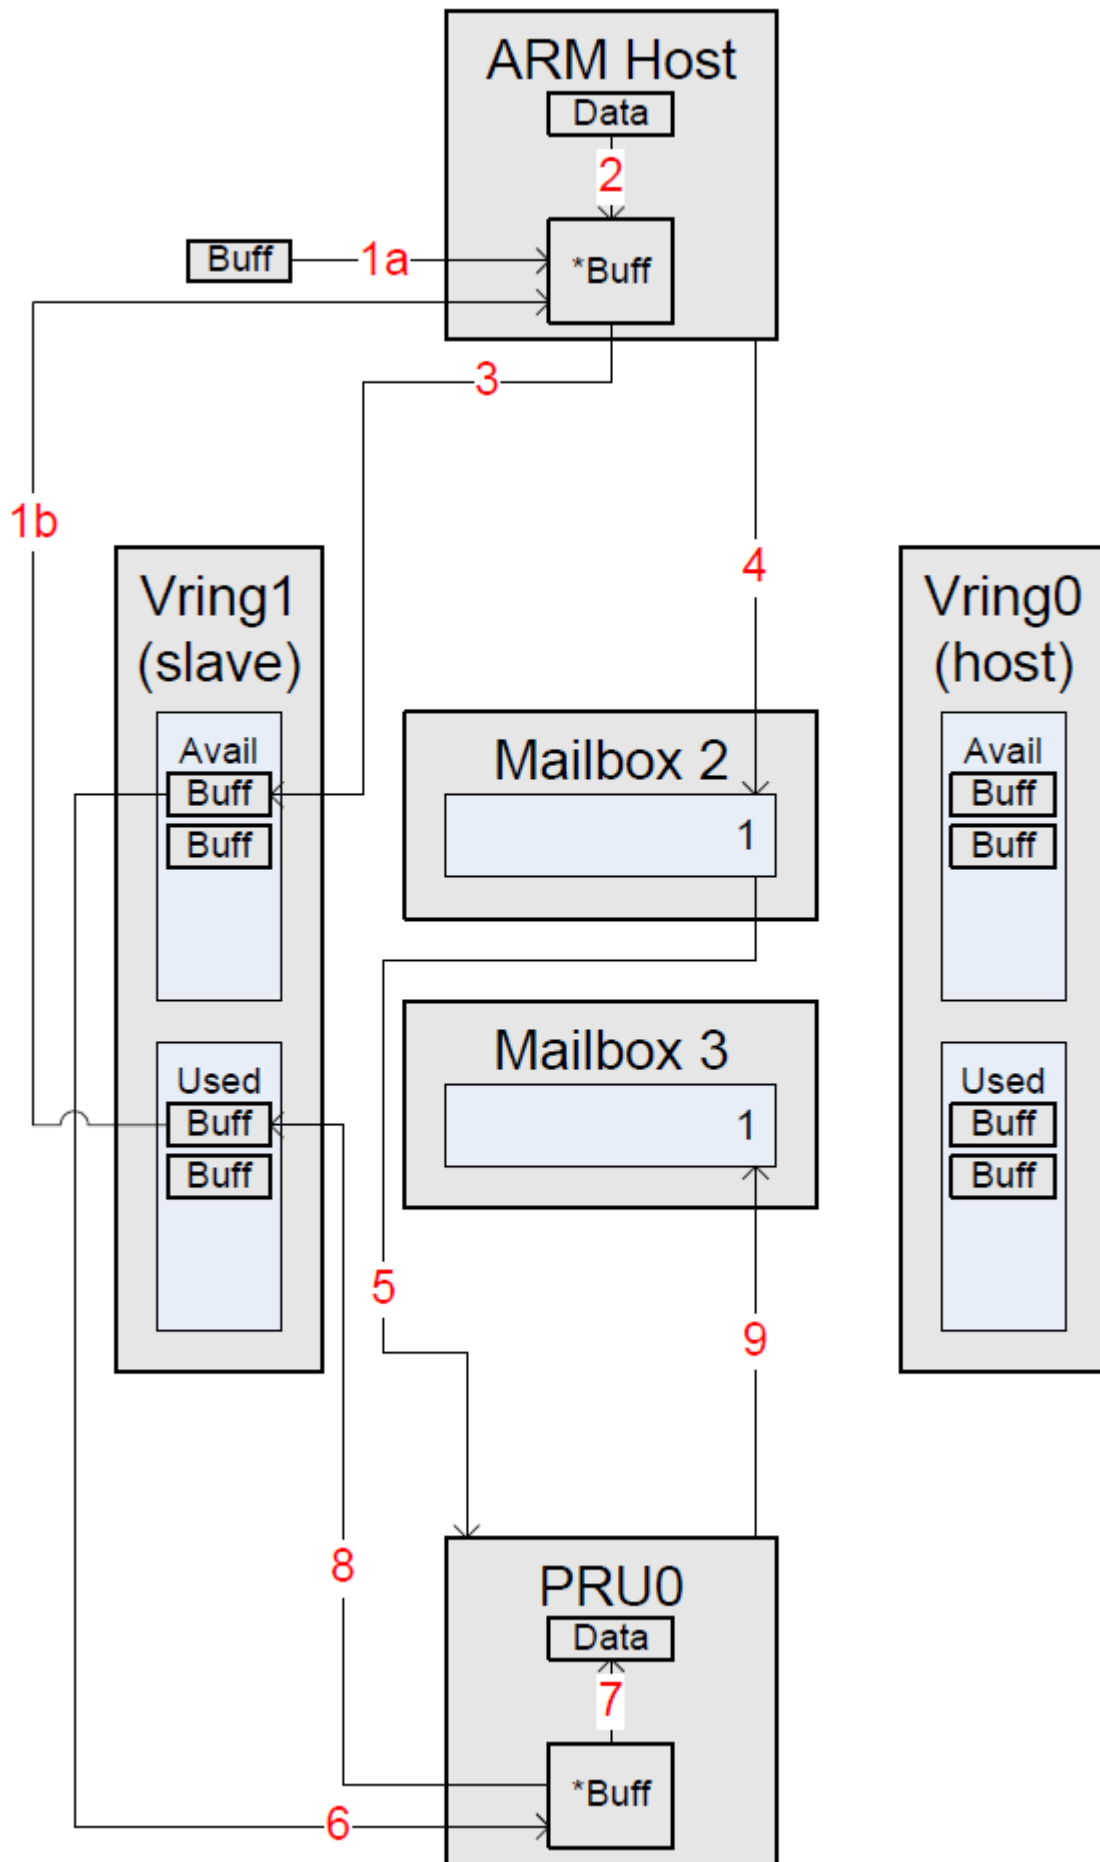 ARM Host
Data
2
Buff
1a
*Buff
3
1b
4
Vring1
(slave)
Avail
Buff
Buff
Used
Buff
Buff
Mailbox 2
1
Mailbox 3
1
Vring0
(host)
Avail
Buff
Buff
Used
Buff
Buff
5
9
8
PRU0
Data
7
*Buff
6